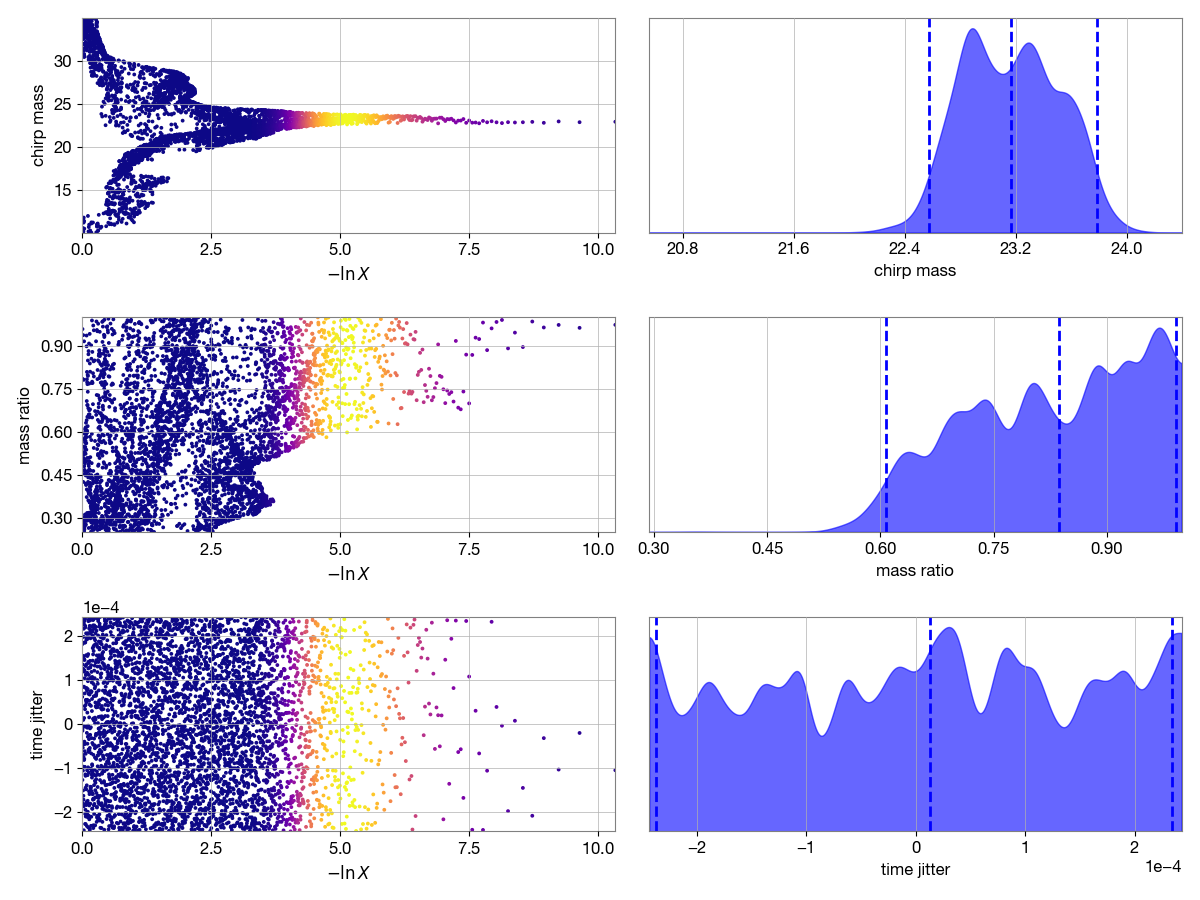 30
25
20
15
chirp mass
0.0 2.5 5.0 7.5 10.0
−ln X
20.8 21.6 22.4 23.2 24.0
chirp mass
0.90
0.75
0.60
0.45
0.30
mass ratio
0.0 2.5 5.0 7.5 10.0
−ln X
0.30 0.45 0.60 0.75 0.90
mass ratio
1e−4
2
1
0
−1
−2
time jitter
0.0 2.5 5.0 7.5 10.0
−ln X
−2 −1 0 1 2
1e−4
time jitter